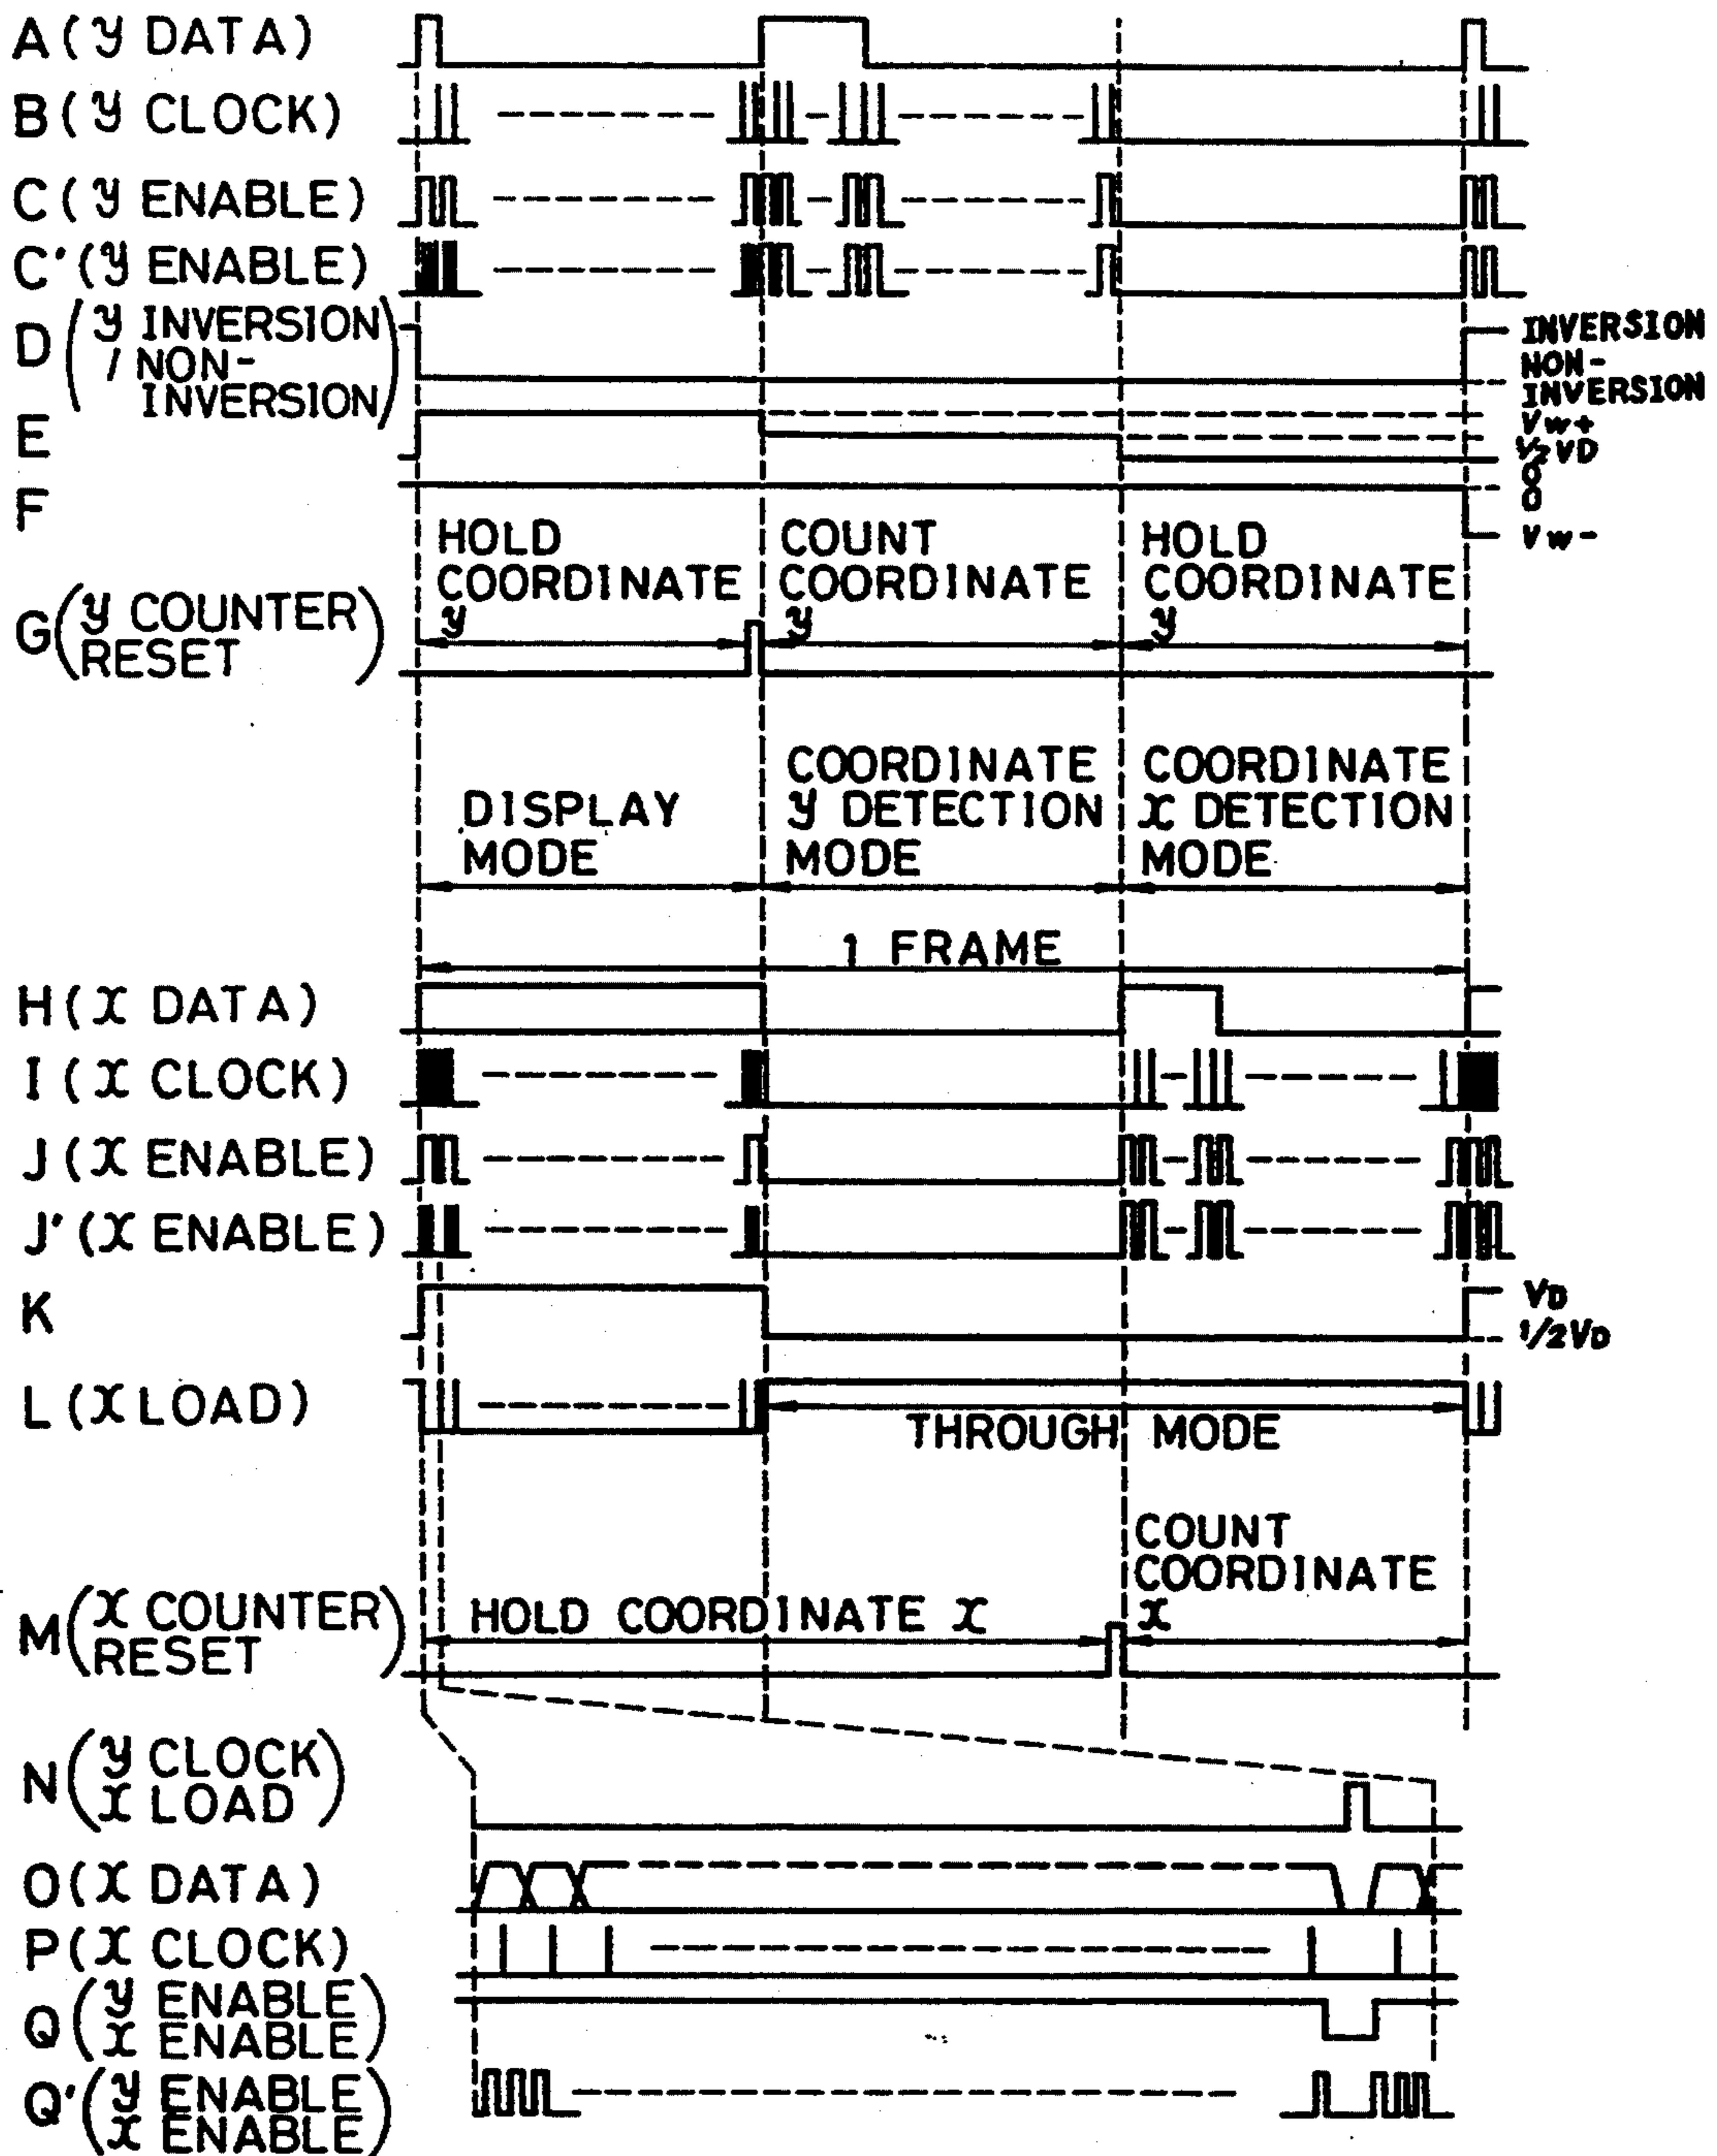 A(y DATA)
B(y CLOCK)
C(y ENABLE)
C'(y ENABLE)
D(y INVERSION
/ NON-
INVERSION)
INVERSION
NON-
INVERSION
E
Vw+
1/2VD
0
F
0
Vw-
HOLD
COORDINATE
y
COUNT
COORDINATE
y
HOLD
COORDINATE
y
G(y COUNTER
RESET)
DISPLAY
MODE
COORDINATE
y DETECTION
MODE
COORDINATE
x DETECTION
MODE
1 FRAME
H(x DATA)
I(x CLOCK)
J(x ENABLE)
J'(x ENABLE)
K
VD
1/2VD
L(x LOAD)
THROUGH MODE
COUNT
COORDINATE
x
M(x COUNTER
RESET)
HOLD COORDINATE x
N(y CLOCK
x LOAD)
O(x DATA)
P(x CLOCK)
Q(y ENABLE
x ENABLE)
Q'(y ENABLE
x ENABLE)